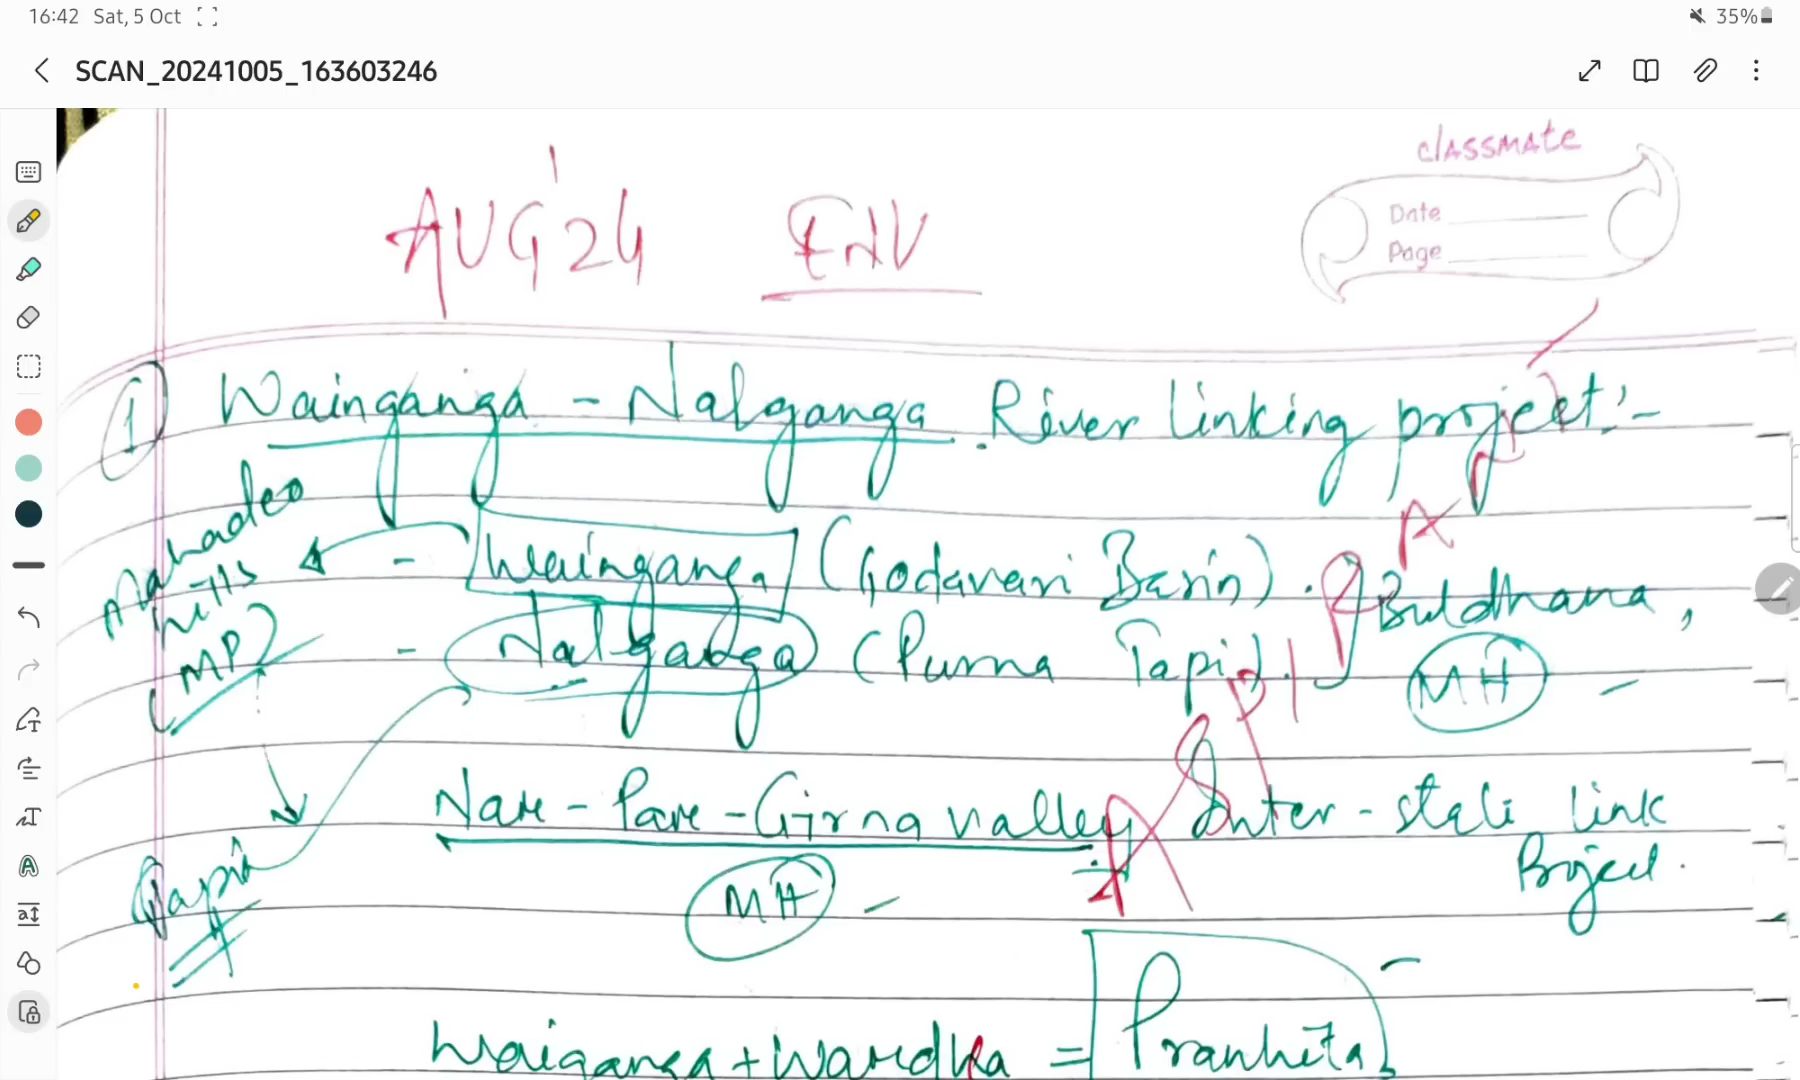 16:42 Sat, 5 Oct 35%
SCAN_20241005_163603246
classmate
Date
Page
AUG'24 ENV
① Wainganga - Nalganga River linking project :-
Mahadeo hills (MP)
- Wainganga (Godavari Basin).
Buldhana, MH
- Nalganga (Purna Tapi).
Nare - Pare - Girna valley Inter - state link Project.
MH
Tapi
Waiganga + Wardha = Pranhita